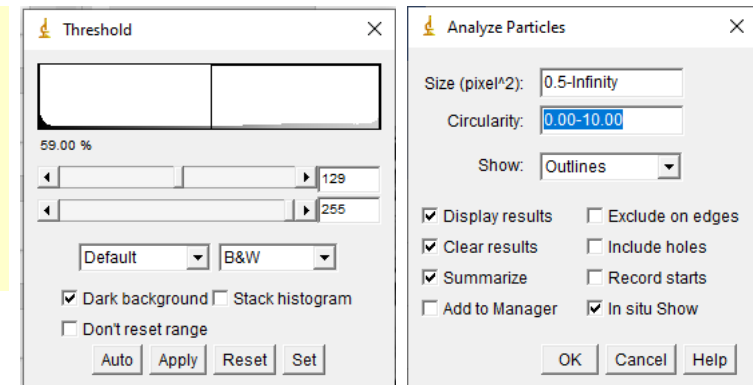 Threshold
59.00 %
129
255
Default B&W
Dark background Stack histogram
Don't reset range
Auto Apply Reset Set
Analyze Particles
Size (pixel^2): 0.5-Infinity
Circularity: 0.00-10.00
Show: Outlines
Display results Exclude on edges
Clear results Include holes
Summarize Record starts
Add to Manager In situ Show
OK Cancel Help